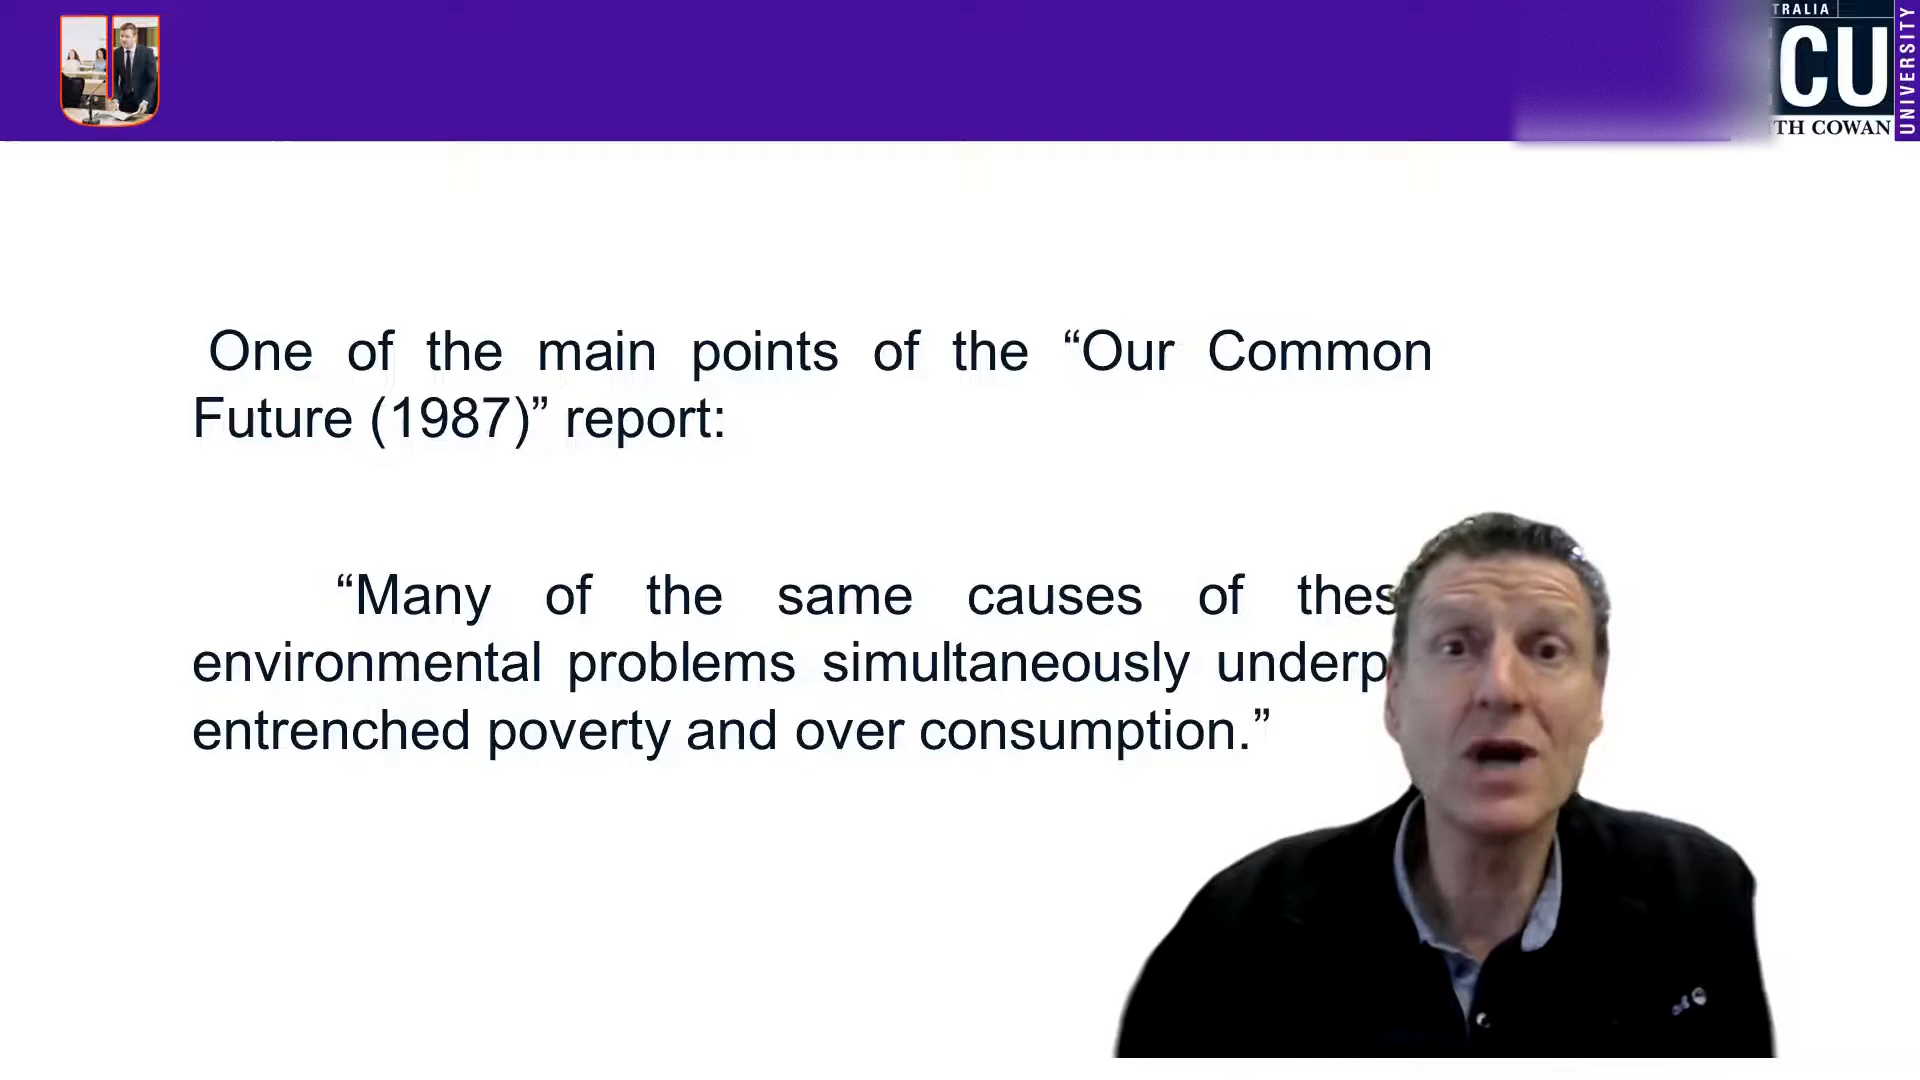 TRALIA
CU
UNIVERSITY
TH COWAN
One of the main points of the “Our Common
Future (1987)” report:
“Many of the same causes of thes
environmental problems simultaneously underp
entrenched poverty and over consumption.”